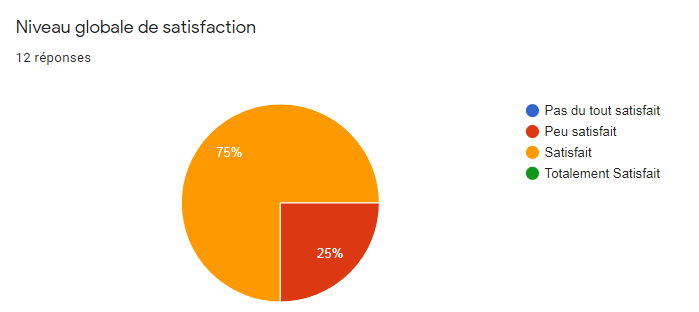 Niveau globale de satisfaction
12 réponses
75%
25%
Pas du tout satisfait
Peu satisfait
Satisfait
Totalement Satisfait